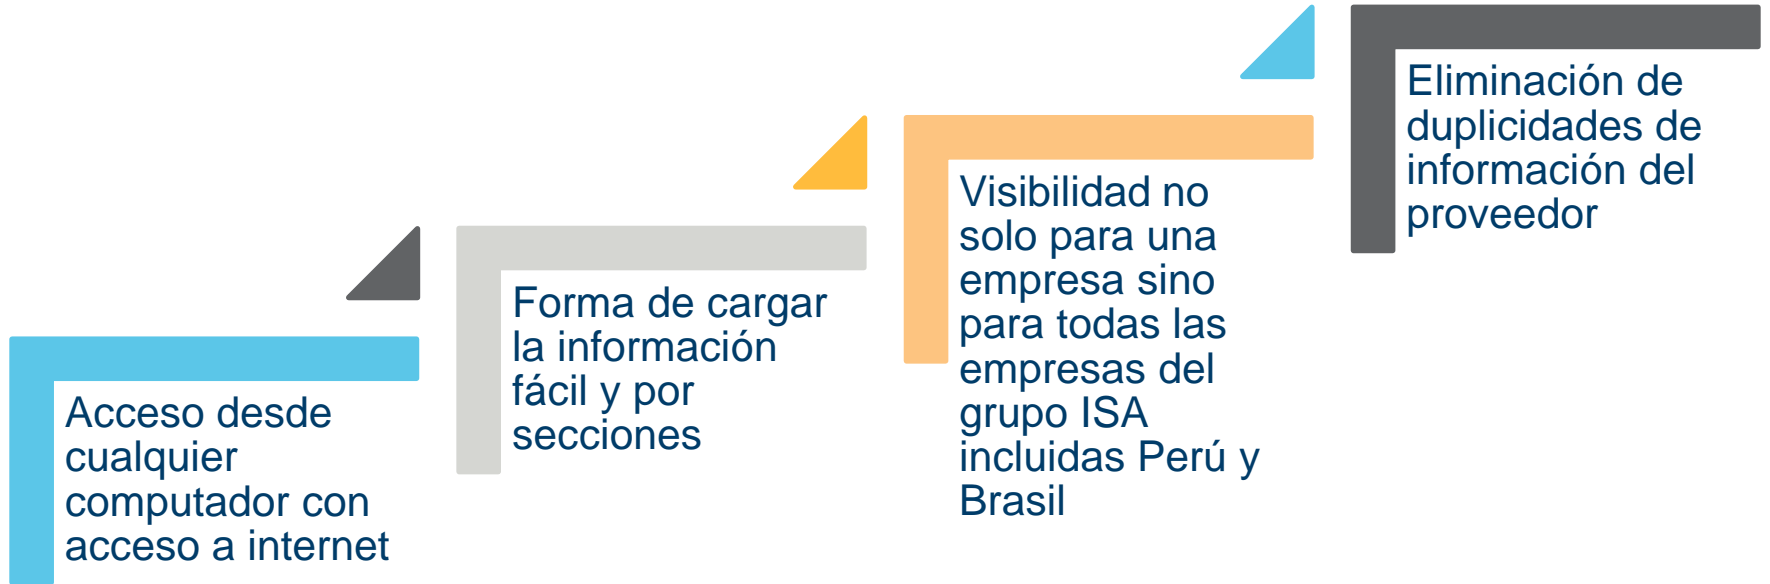 Acceso desde
cualquier
computador con
acceso a internet
Forma de cargar
la información
fácil y por
secciones
Visibilidad no
solo para una
empresa sino
para todas las
empresas del
grupo ISA
incluidas Perú y
Brasil
Eliminación de
duplicidades de
información del
proveedor